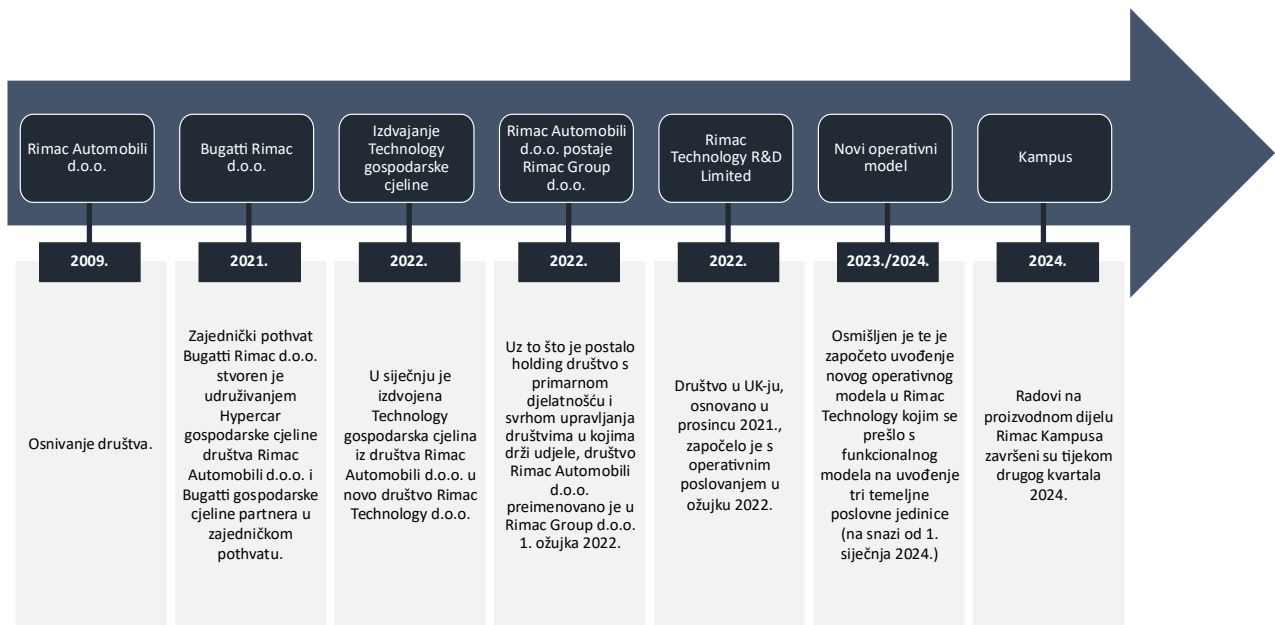 Rimac Automobili
d.o.o.
Bugatti Rimac
d.o.o.
Izdvajanje
Technology
gospodarske
cjeline
Rimac Automobili
d.o.o. postaje
Rimac Group
d.o.o.
Rimac
Technology R&D
Limited
Novi operativni
model
Kampus
2009.
2021.
2022.
2022.
2022.
2023./2024.
2024.
Osnivanje društva.
Zajednički pothvat
Bugatti Rimac d.o.o.
stvoren je
udruživanjem
Hypercar
gospodarske cjeline
društva Rimac
Automobili d.o.o. i
Bugatti gospodarske
cjeline partnera u
zajedničkom
pothvatu.
U siječnju je
izdvojena
Technology
gospodarska cjelina
iz društva Rimac
Automobili d.o.o. u
novo društvo Rimac
Technology d.o.o.
Uz to što je postalo
holding društvo s
primarnom
djelatnošću i
svrhom upravljanja
društvima u kojima
drži udjele, društvo
Rimac Automobili
d.o.o.
preimenovano je u
Rimac Group d.o.o.
1. ožujka 2022.
Društvo u UK-ju,
osnovano u
prosincu 2021.,
započelo je s
operativnim
poslovanjem u
ožujku 2022.
Osmišljen je te je
započeto uvođenje
novog operativnog
modela u Rimac
Technology kojim se
prešlo s
funkcionalnog
modela na uvođenje
tri temeljne
poslovne jedinice
(na snazi od 1.
siječnja 2024.)
Radovi na
proizvodnom dijelu
Rimac Kampusa
završeni su tijekom
drugog kvartala
2024.